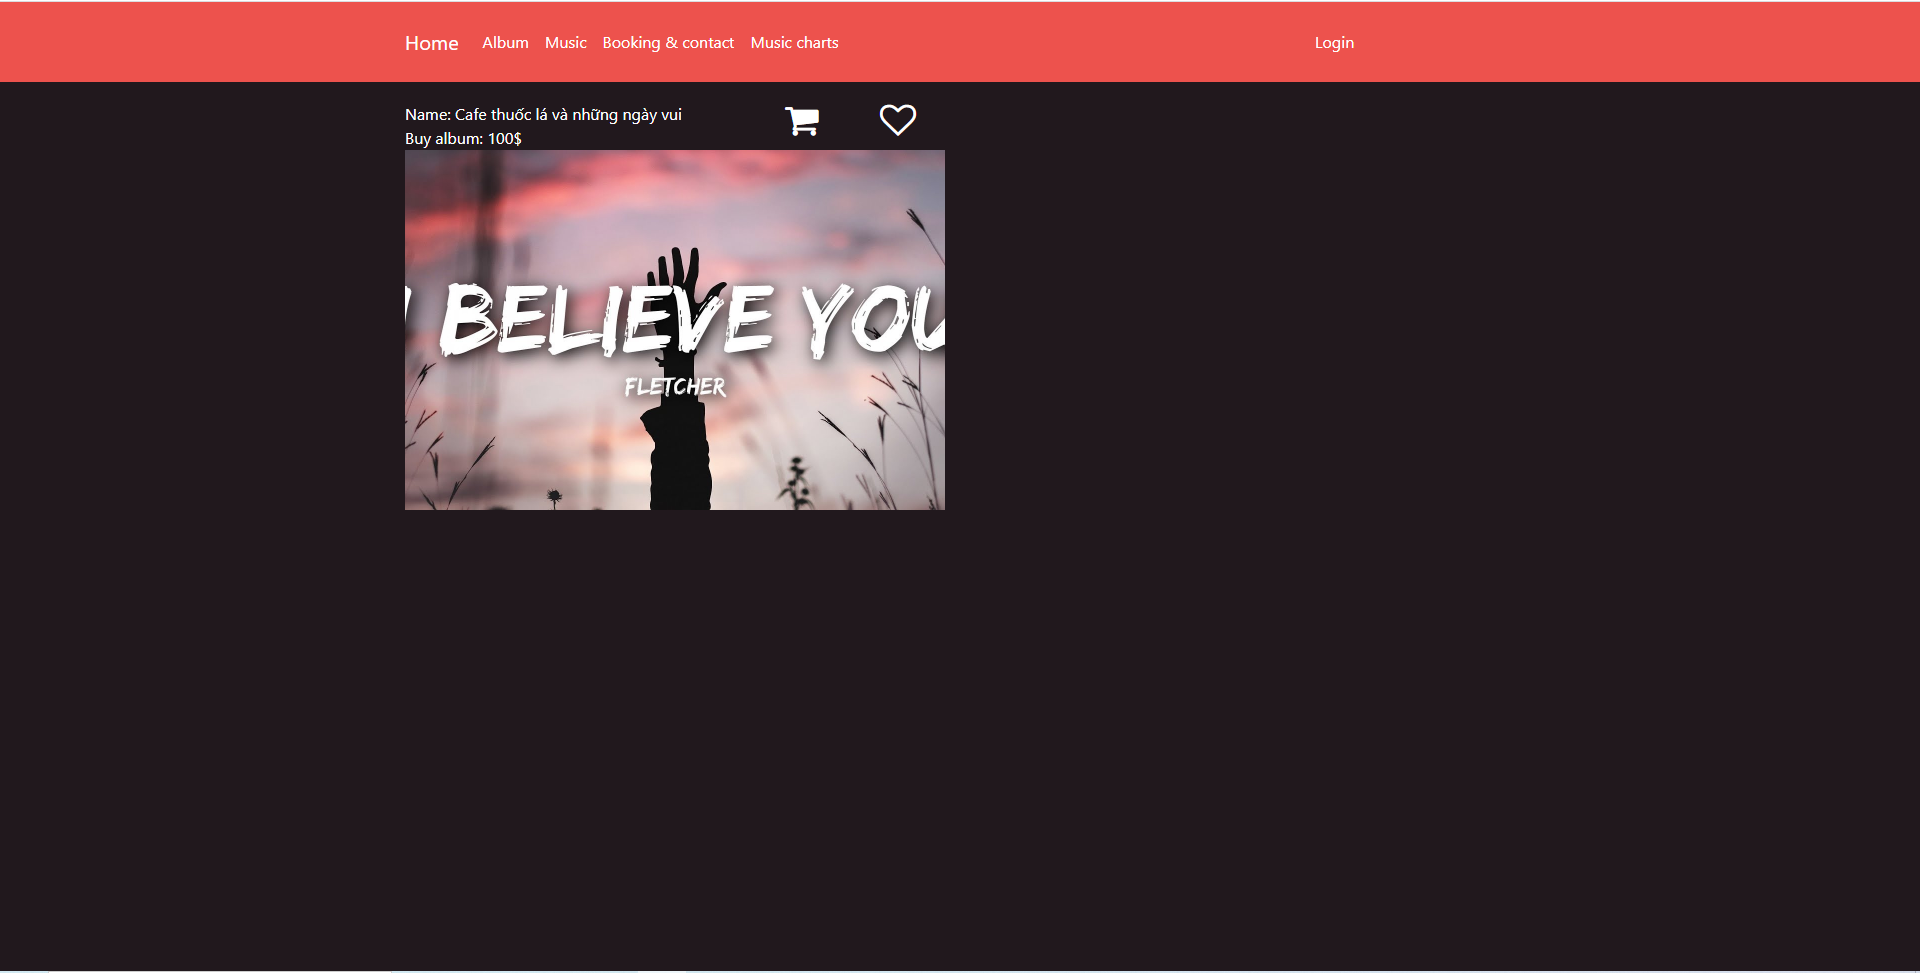 Home Album Music Booking & contact Music charts Login
Name: Cafe thuốc lá và những ngày vui
Buy album: 100$
I BELIEVE YOU
FLETCHER